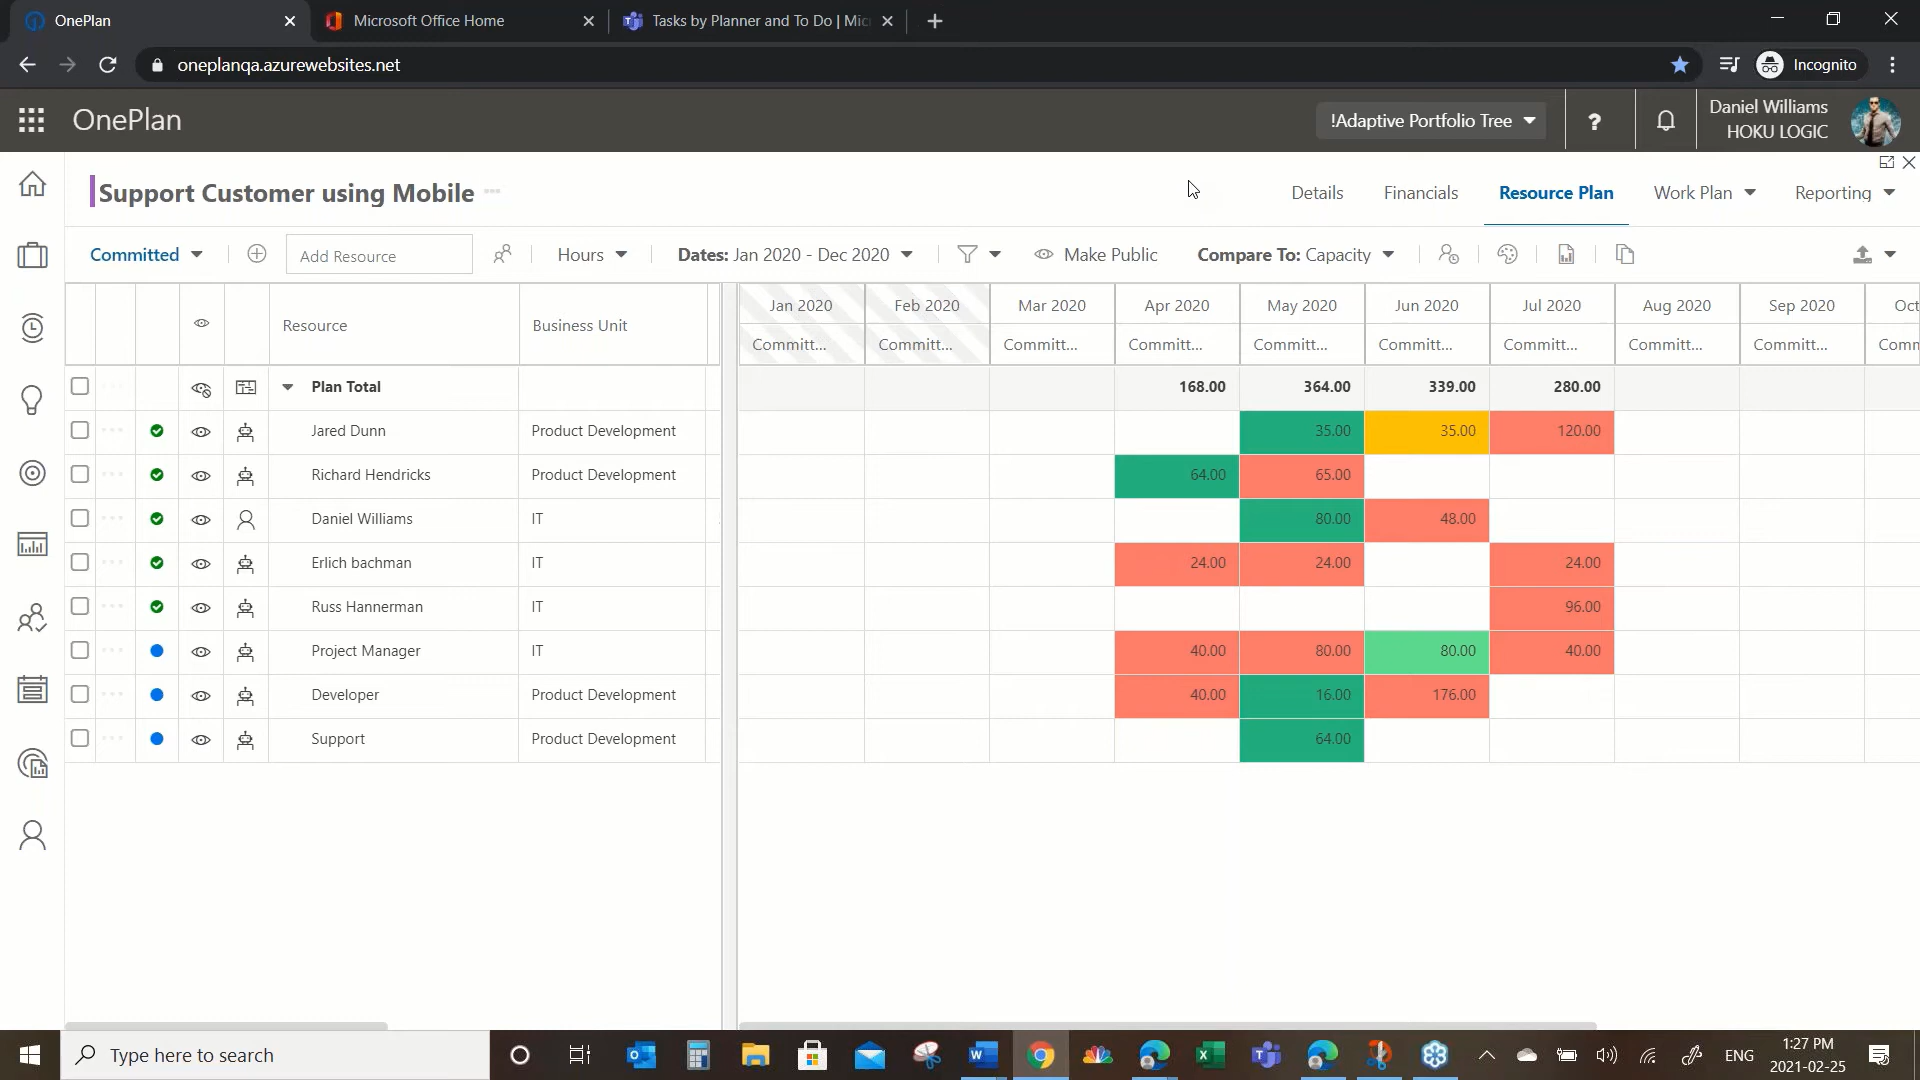 OnePlan
Microsoft Office Home
Tasks by Planner and To Do | Mic
oneplanqa.azurewebsites.net
Incognito
OnePlan
!Adaptive Portfolio Tree
?
Daniel Williams
HOKU LOGIC
Support Customer using Mobile
Details
Financials
Resource Plan
Work Plan
Reporting
Committed
Add Resource
Hours
Dates: Jan 2020 - Dec 2020
Make Public
Compare To: Capacity
Resource
Business Unit
Jan 2020
Feb 2020
Mar 2020
Apr 2020
May 2020
Jun 2020
Jul 2020
Aug 2020
Sep 2020
Oct
Committ...
Committ...
Committ...
Committ...
Committ...
Committ...
Committ...
Committ...
Committ...
Comm
Plan Total 168.00 364.00 339.00 280.00
Jared Dunn Product Development 35.00 35.00 120.00
Richard Hendricks Product Development 64.00 65.00
Daniel Williams IT 80.00 48.00
Erlich bachman IT 24.00 24.00 24.00
Russ Hannerman IT 96.00
Project Manager IT 40.00 80.00 80.00 40.00
Developer Product Development 40.00 16.00 176.00
Support Product Development 64.00
Type here to search
ENG
1:27 PM
2021-02-25